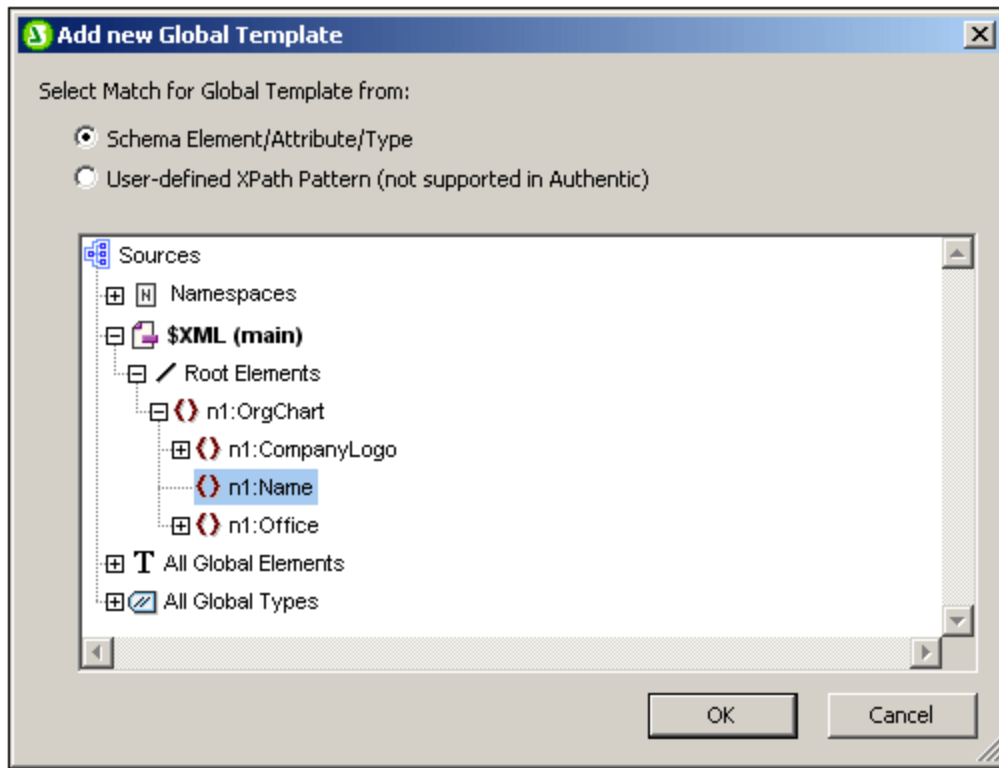 Add new Global Template
Select Match for Global Template from:
Schema Element/Attribute/Type
User-defined XPath Pattern (not supported in Authentic)
Sources
N Namespaces
$XML (main)
Root Elements
n1:OrgChart
n1:CompanyLogo
n1:Name
n1:Office
T All Global Elements
All Global Types
OK Cancel